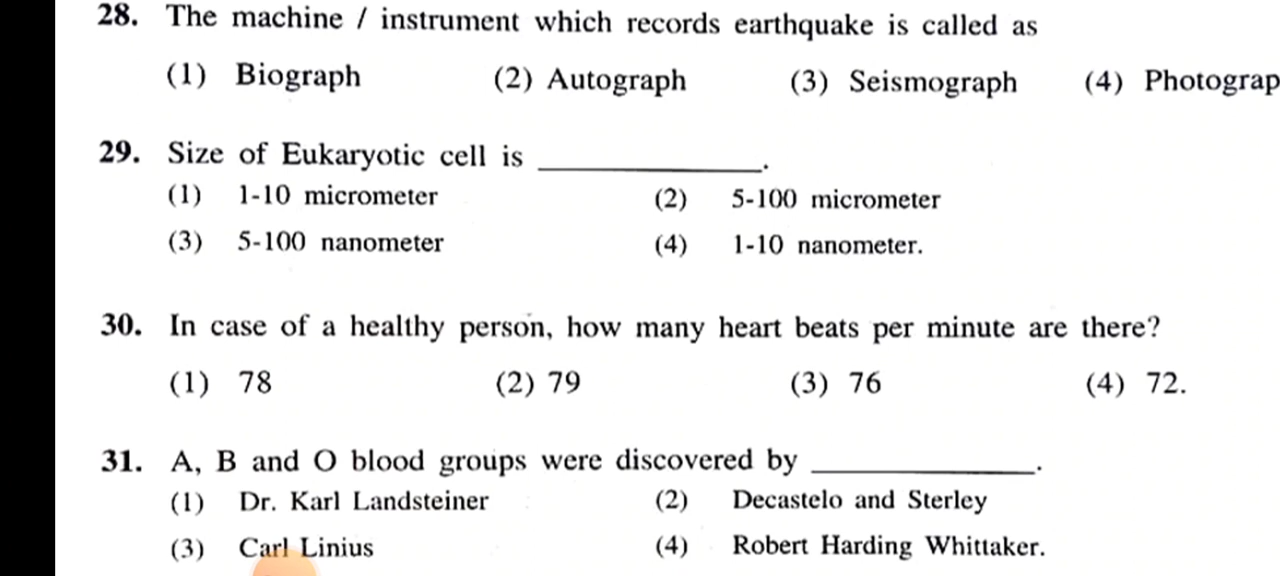 28. The machine / instrument which records earthquake is called as
(1) Biograph (2) Autograph (3) Seismograph (4) Photograp
29. Size of Eukaryotic cell is ____________.
(1) 1-10 micrometer (2) 5-100 micrometer
(3) 5-100 nanometer (4) 1-10 nanometer.
30. In case of a healthy person, how many heart beats per minute are there?
(1) 78 (2) 79 (3) 76 (4) 72.
31. A, B and O blood groups were discovered by ____________.
(1) Dr. Karl Landsteiner (2) Decastelo and Sterley
(3) Carl Linius (4) Robert Harding Whittaker.